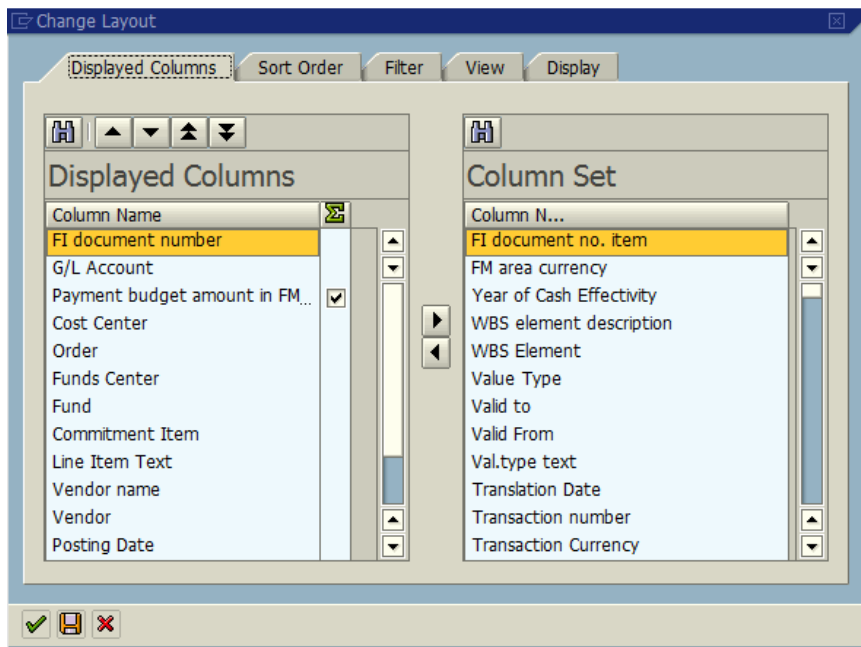 Change Layout
Displayed Columns
Sort Order
Filter
View
Display
Displayed Columns
Column Name
FI document number
G/L Account
Payment budget amount in FM...
Cost Center
Order
Funds Center
Fund
Commitment Item
Line Item Text
Vendor name
Vendor
Posting Date
Column Set
Column N...
FI document no. item
FM area currency
Year of Cash Effectivity
WBS element description
WBS Element
Value Type
Valid to
Valid From
Val.type text
Translation Date
Transaction number
Transaction Currency